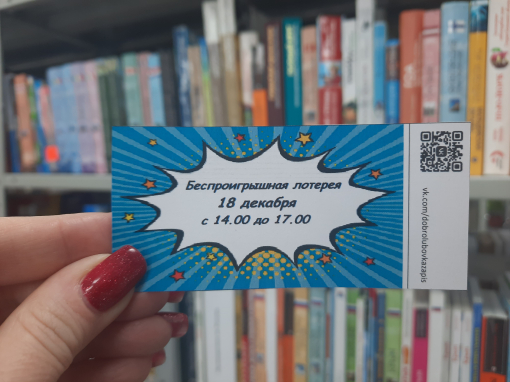 Беспроигрышная лотерея
18 декабря
с 14.00 до 17.00
vk.com/dobrolubovkazapis